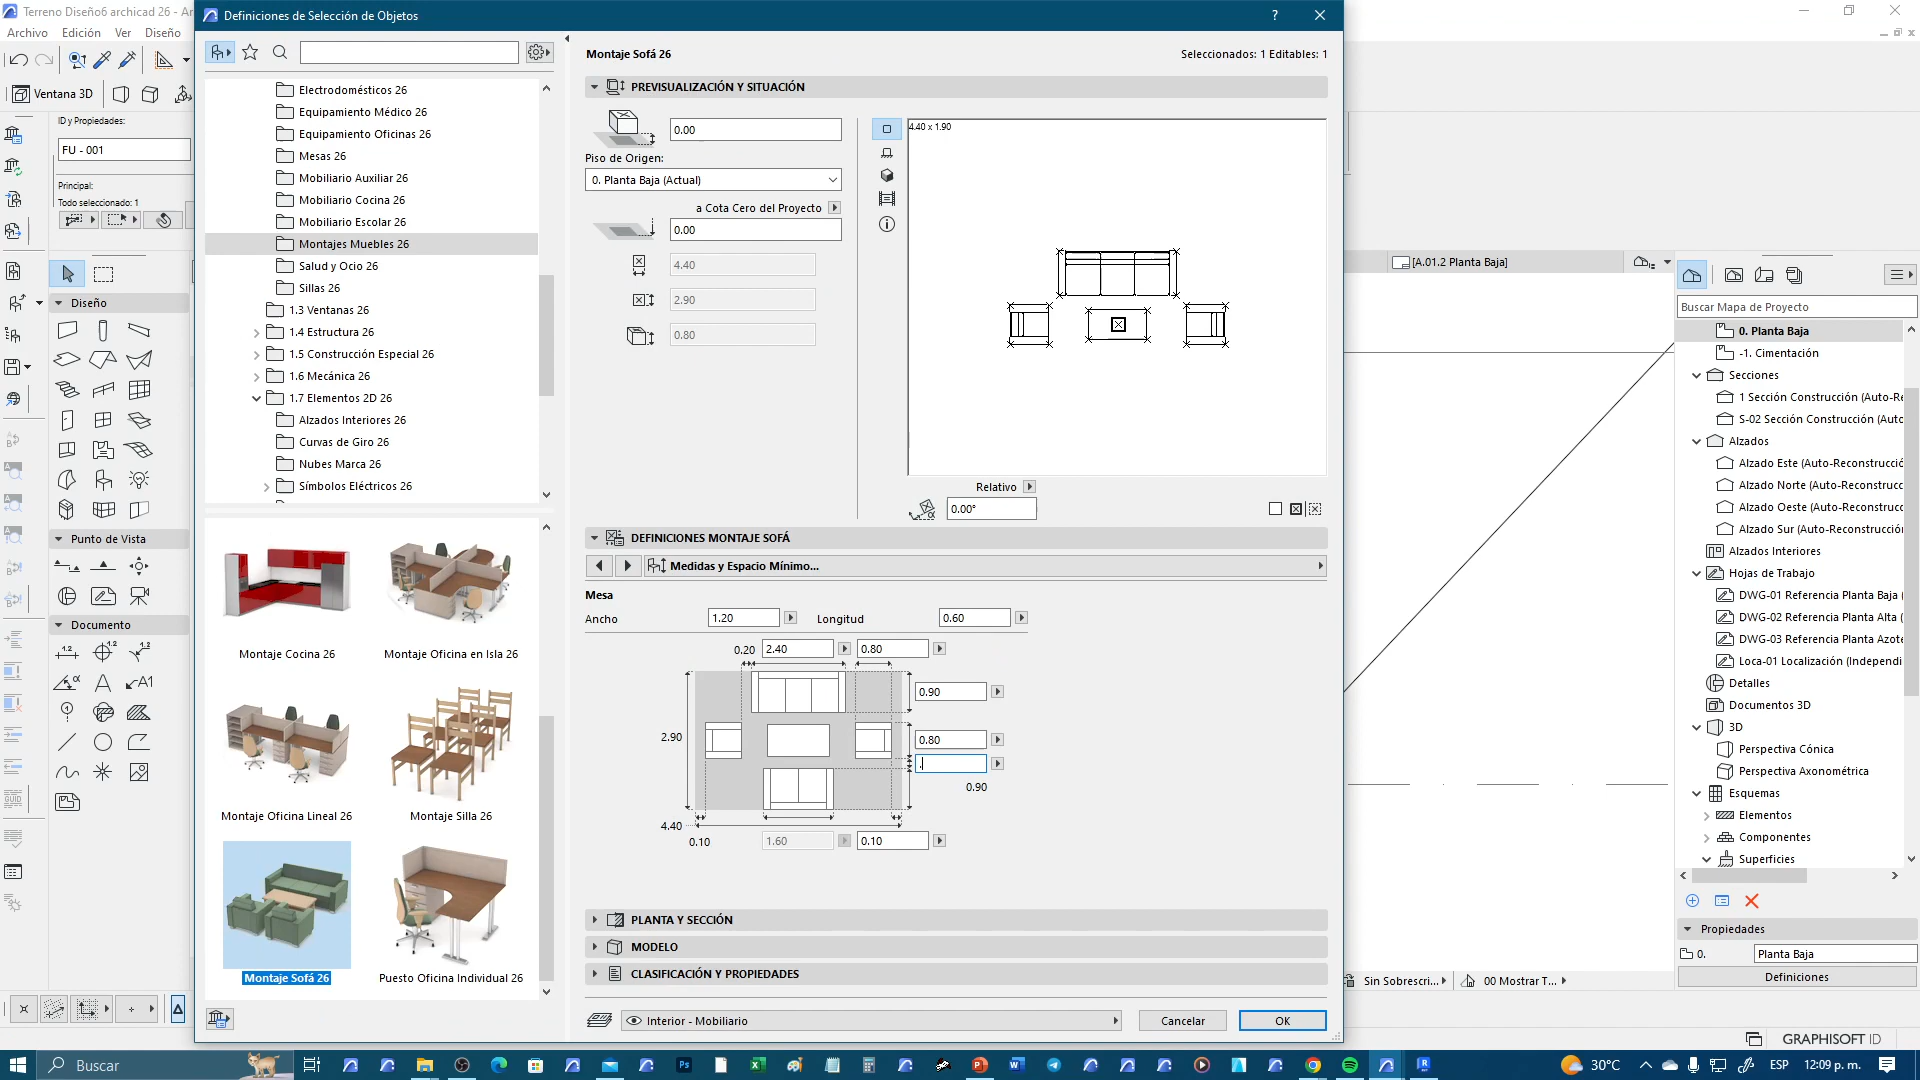 Terreno Diseño6 archicad 26 - Ar
Archivo Edición Ver Diseño
Ventana 3D
ID y Propiedades:
FU - 001
Principal:
Todo seleccionado: 1
Diseño
Punto de Vista
Documento
Definiciones de Selección de Objetos
Electrodomésticos 26
Equipamiento Médico 26
Equipamiento Oficinas 26
Mesas 26
Mobiliario Auxiliar 26
Mobiliario Cocina 26
Mobiliario Escolar 26
Montajes Muebles 26
Salud y Ocio 26
Sillas 26
1.3 Ventanas 26
1.4 Estructura 26
1.5 Construcción Especial 26
1.6 Mecánica 26
1.7 Elementos 2D 26
Alzados Interiores 26
Curvas de Giro 26
Nubes Marca 26
Símbolos Eléctricos 26
Montaje Cocina 26
Montaje Oficina en Isla 26
Montaje Oficina Lineal 26
Montaje Silla 26
Montaje Sofá 26
Puesto Oficina Individual 26
Montaje Sofá 26
Seleccionados: 1 Editables: 1
PREVISUALIZACIÓN Y SITUACIÓN
0.00
Piso de Origen:
0. Planta Baja (Actual)
a Cota Cero del Proyecto
0.00
4.40
2.90
0.80
4.40 x 1.90
Relativo
0.00°
DEFINICIONES MONTAJE SOFÁ
Medidas y Espacio Mínimo...
Mesa
Ancho 1.20 Longitud 0.60
0.20 2.40 0.80
0.90
2.90 0.80
.
0.90
4.40
0.10 1.60 0.10
PLANTA Y SECCIÓN
MODELO
CLASIFICACIÓN Y PROPIEDADES
Interior - Mobiliario
Cancelar
OK
[A.01.2 Planta Baja]
Buscar Mapa de Proyecto
0. Planta Baja
-1. Cimentación
Secciones
1 Sección Construcción (Auto-Re
S-02 Sección Construcción (Auto
Alzados
Alzado Este (Auto-Reconstrucció
Alzado Norte (Auto-Reconstrucci
Alzado Oeste (Auto-Reconstrucc
Alzado Sur (Auto-Reconstrucción
Alzados Interiores
Hojas de Trabajo
DWG-01 Referencia Planta Baja (
DWG-02 Referencia Planta Alta (
DWG-03 Referencia Planta Azote
Loca-01 Localización (Independi
Detalles
Documentos 3D
3D
Perspectiva Cónica
Perspectiva Axonométrica
Esquemas
Elementos
Componentes
Superficies
Propiedades
0. Planta Baja
Definiciones
Sin Sobrescri...
00 Mostrar T...
GRAPHISOFT ID
Buscar
30°C
ESP
12:09 p. m.